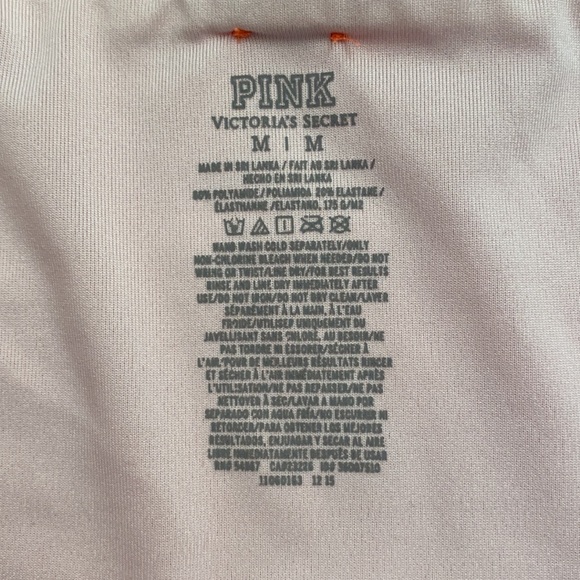 PINK
VICTORIA'S SECRET
M | M
MADE IN SRI LANKA / FAIT AU SRI LANKA /
HECHO EN SRI LANKA
80% POLYAMIDE / POLIAMIDA 20% ELASTANE /
ÉLASTHANNE / ELASTANO, 175 G/M2
HAND WASH COLD SEPARATELY/ONLY
NON-CHLORINE BLEACH WHEN NEEDED/DO NOT
WRING OR TWIST/LINE DRY/FOR BEST RESULTS
RINSE AND LINE DRY IMMEDIATELY AFTER
USE/DO NOT IRON/DO NOT DRY CLEAN/LAVER
SÉPARÉMENT À LA MAIN, À L'EAU
FROIDE/UTILISER UNIQUEMENT DU
JAVELLISANT SANS CHLORE, AU BESOIN/NE
PAS TORDRE NI ESSORER/SÉCHER À
L'AIR/POUR DE MEILLEURS RÉSULTATS RINCER
ET SÉCHER À L'AIR IMMÉDIATEMENT APRÈS
L'UTILISATION/NE PAS REPASSER/NE PAS
NETTOYER À SEC/LAVAR A MANO POR
SEPARADO CON AGUA FRÍA/NO ESCURRIR NI
RETORCER/PARA OBTENER LOS MEJORES
RESULTADOS, ENJUAGAR Y SECAR AL AIRE
LIBRE INMEDIATAMENTE DESPUÉS DE USAR
RN# 54867 CA#23226
11060163 12 15